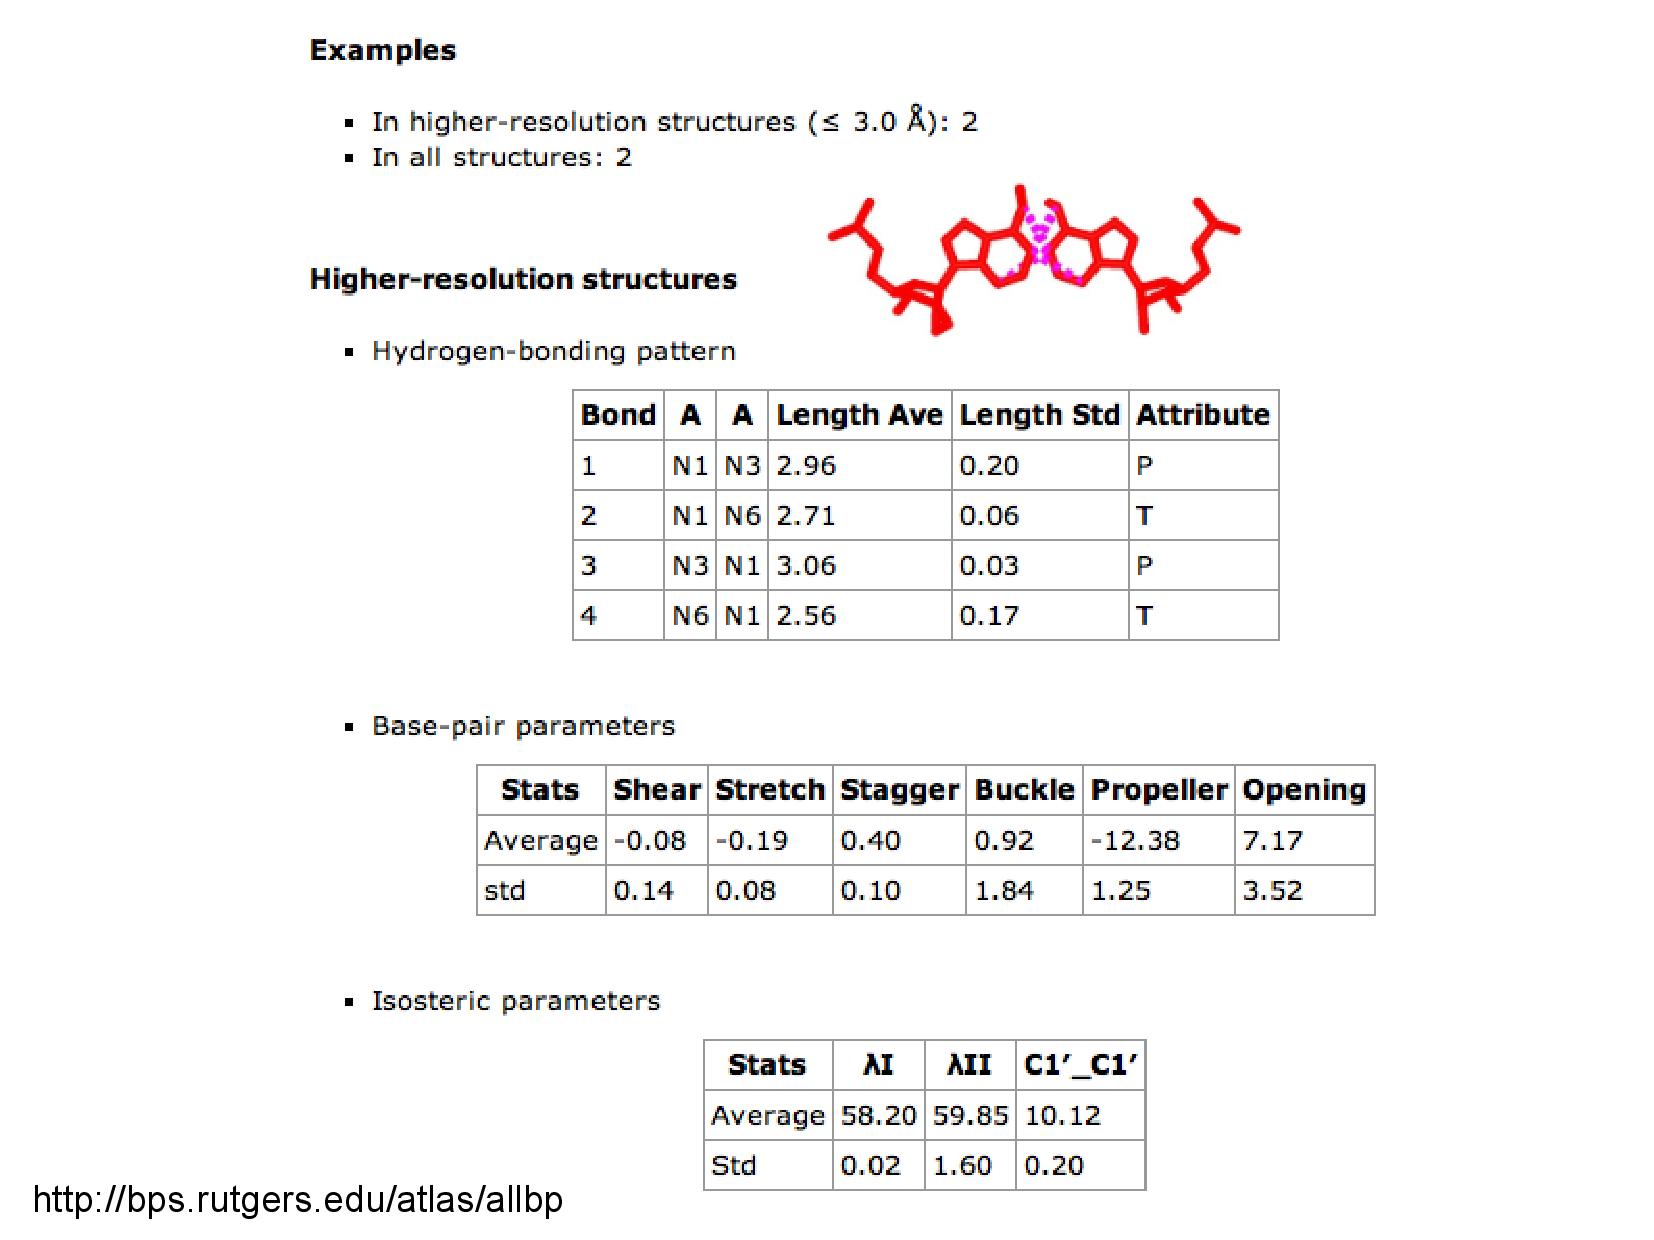 Examples
▪ In higher-resolution structures (≤ 3.0 Å): 2
▪ In all structures: 2
Higher-resolution structures
▪ Hydrogen-bonding pattern
Bond A A Length Ave Length Std Attribute
1 N1 N3 2.96 0.20 P
2 N1 N6 2.71 0.06 T
3 N3 N1 3.06 0.03 P
4 N6 N1 2.56 0.17 T
▪ Base-pair parameters
Stats Shear Stretch Stagger Buckle Propeller Opening
Average -0.08 -0.19 0.40 0.92 -12.38 7.17
std 0.14 0.08 0.10 1.84 1.25 3.52
▪ Isosteric parameters
Stats λI λII C1′_C1′
Average 58.20 59.85 10.12
Std 0.02 1.60 0.20
http://bps.rutgers.edu/atlas/allbp